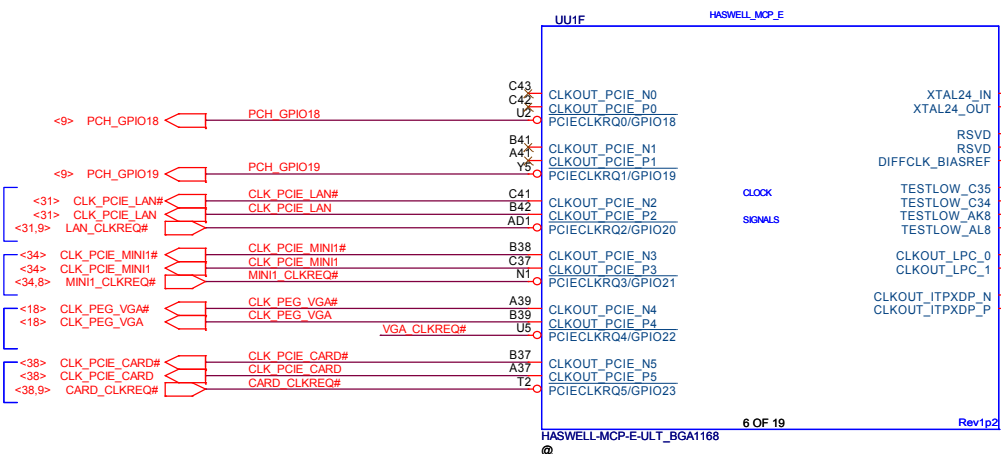 UU1F HASWELL_MCP_E
C43 CLKOUT_PCIE_N0 XTAL24_IN
C42 CLKOUT_PCIE_P0 XTAL24_OUT
<9> PCH_GPIO18 PCH_GPIO18 U2 PCIECLKRQ0/GPIO18
RSVD
B41 CLKOUT_PCIE_N1 RSVD
A41 CLKOUT_PCIE_P1 DIFFCLK_BIASREF
<9> PCH_GPIO19 PCH_GPIO19 Y5 PCIECLKRQ1/GPIO19
TESTLOW_C35
<31> CLK_PCIE_LAN# CLK_PCIE_LAN# C41 CLKOUT_PCIE_N2 CLOCK TESTLOW_C34
<31> CLK_PCIE_LAN CLK_PCIE_LAN B42 CLKOUT_PCIE_P2 SIGNALS TESTLOW_AK8
<31,9> LAN_CLKREQ# AD1 PCIECLKRQ2/GPIO20 TESTLOW_AL8
<34> CLK_PCIE_MINI1# CLK_PCIE_MINI1# B38 CLKOUT_PCIE_N3 CLKOUT_LPC_0
<34> CLK_PCIE_MINI1 CLK_PCIE_MINI1 C37 CLKOUT_PCIE_P3 CLKOUT_LPC_1
<34,8> MINI1_CLKREQ# MINI1_CLKREQ# N1 PCIECLKRQ3/GPIO21
CLKOUT_ITPXDP_N
<18> CLK_PEG_VGA# CLK_PEG_VGA# A39 CLKOUT_PCIE_N4 CLKOUT_ITPXDP_P
<18> CLK_PEG_VGA CLK_PEG_VGA B39 CLKOUT_PCIE_P4
VGA_CLKREQ# U5 PCIECLKRQ4/GPIO22
<38> CLK_PCIE_CARD# CLK_PCIE_CARD# B37 CLKOUT_PCIE_N5
<38> CLK_PCIE_CARD CLK_PCIE_CARD A37 CLKOUT_PCIE_P5
<38,9> CARD_CLKREQ# CARD_CLKREQ# T2 PCIECLKRQ5/GPIO23
6 OF 19 Rev1p2
HASWELL-MCP-E-ULT_BGA1168
@